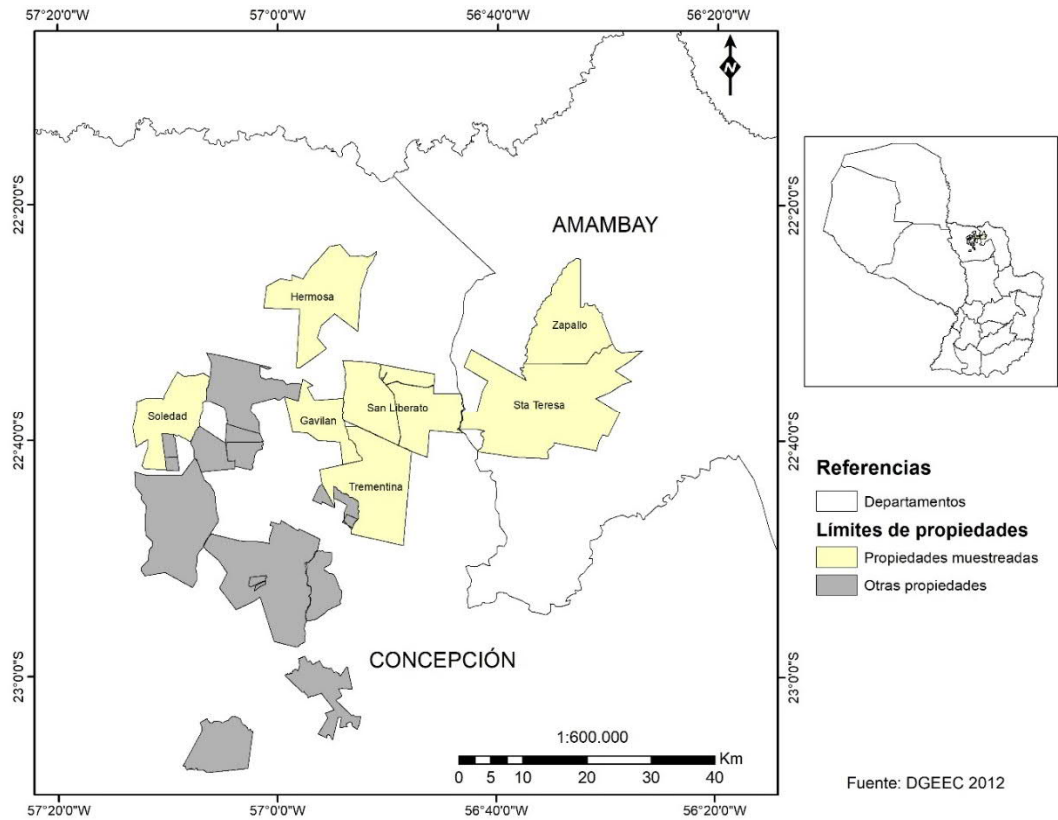 57°20'0"W
57°0'0"W
56°40'0"W
56°20'0"W
N
22°20'0"S
22°20'0"S
AMAMBAY
Hermosa
Zapallo
Soledad
Gavilan
San Liberato
Sta Teresa
22°40'0"S
22°40'0"S
Trementina
Referencias
Departamentos
Límites de propiedades
Propiedades muestreadas
Otras propiedades
CONCEPCIÓN
23°0'0"S
23°0'0"S
1:600.000
Km
0 5 10 20 30 40
Fuente: DGEEC 2012
57°20'0"W
57°0'0"W
56°40'0"W
56°20'0"W